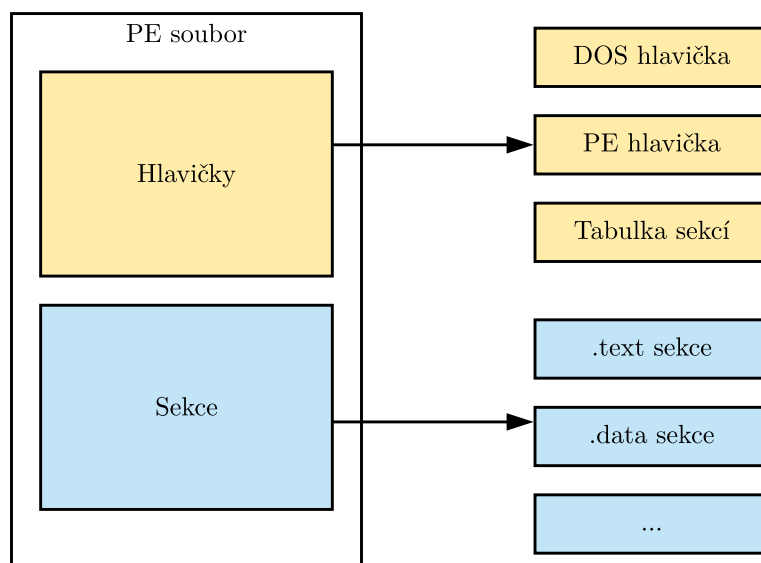 PE soubor
Hlavičky
Sekce
DOS hlavička
PE hlavička
Tabulka sekcí
.text sekce
.data sekce
...